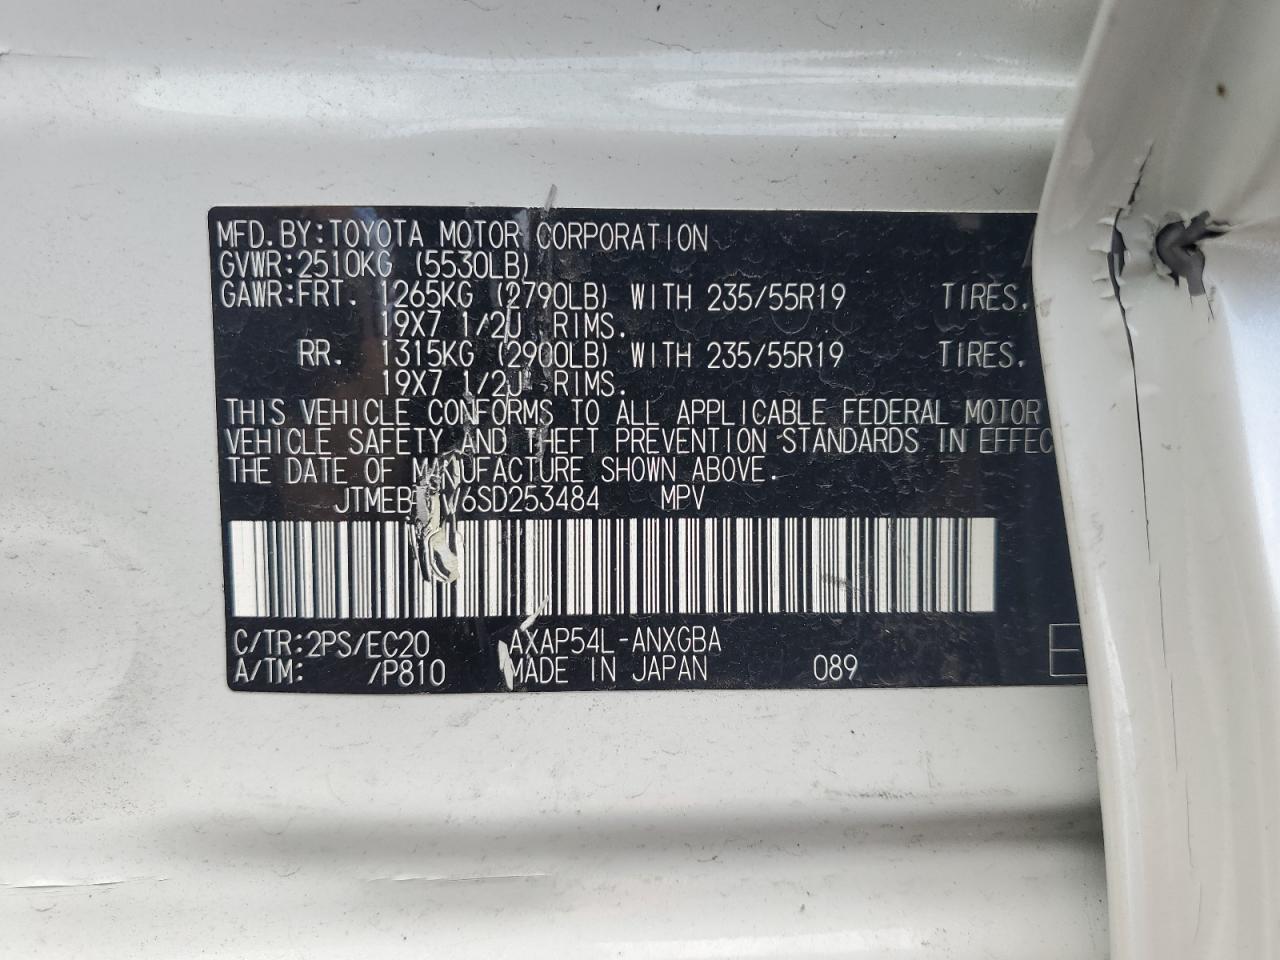 MFD.BY:TOYOTA MOTOR CORPORATION
GVWR:2510KG (5530LB)
GAWR:FRT. 1265KG (2790LB) WITH 235/55R19 TIRES,
19X7 1/2J RIMS.
RR. 1315KG (2900LB) WITH 235/55R19 TIRES,
19X7 1/2J RIMS.
THIS VEHICLE CONFORMS TO ALL APPLICABLE FEDERAL MOTOR
VEHICLE SAFETY AND THEFT PREVENTION STANDARDS IN EFFEC
THE DATE OF MANUFACTURE SHOWN ABOVE.
MPV
C/TR:2PS/EC20 AXAP54L-ANXGBA
A/TM: /P810 MADE IN JAPAN 089